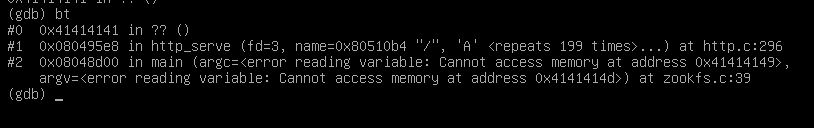 0x41414141 in ?? ()
(gdb) bt
#0  0x41414141 in ?? ()
#1  0x080495e8 in http_serve (fd=3, name=0x80510b4 "/", 'A' <repeats 199 times>...) at http.c:296
#2  0x08048d00 in main (argc=<error reading variable: Cannot access memory at address 0x41414149>,
    argv=<error reading variable: Cannot access memory at address 0x4141414d>) at zookfs.c:39
(gdb) _